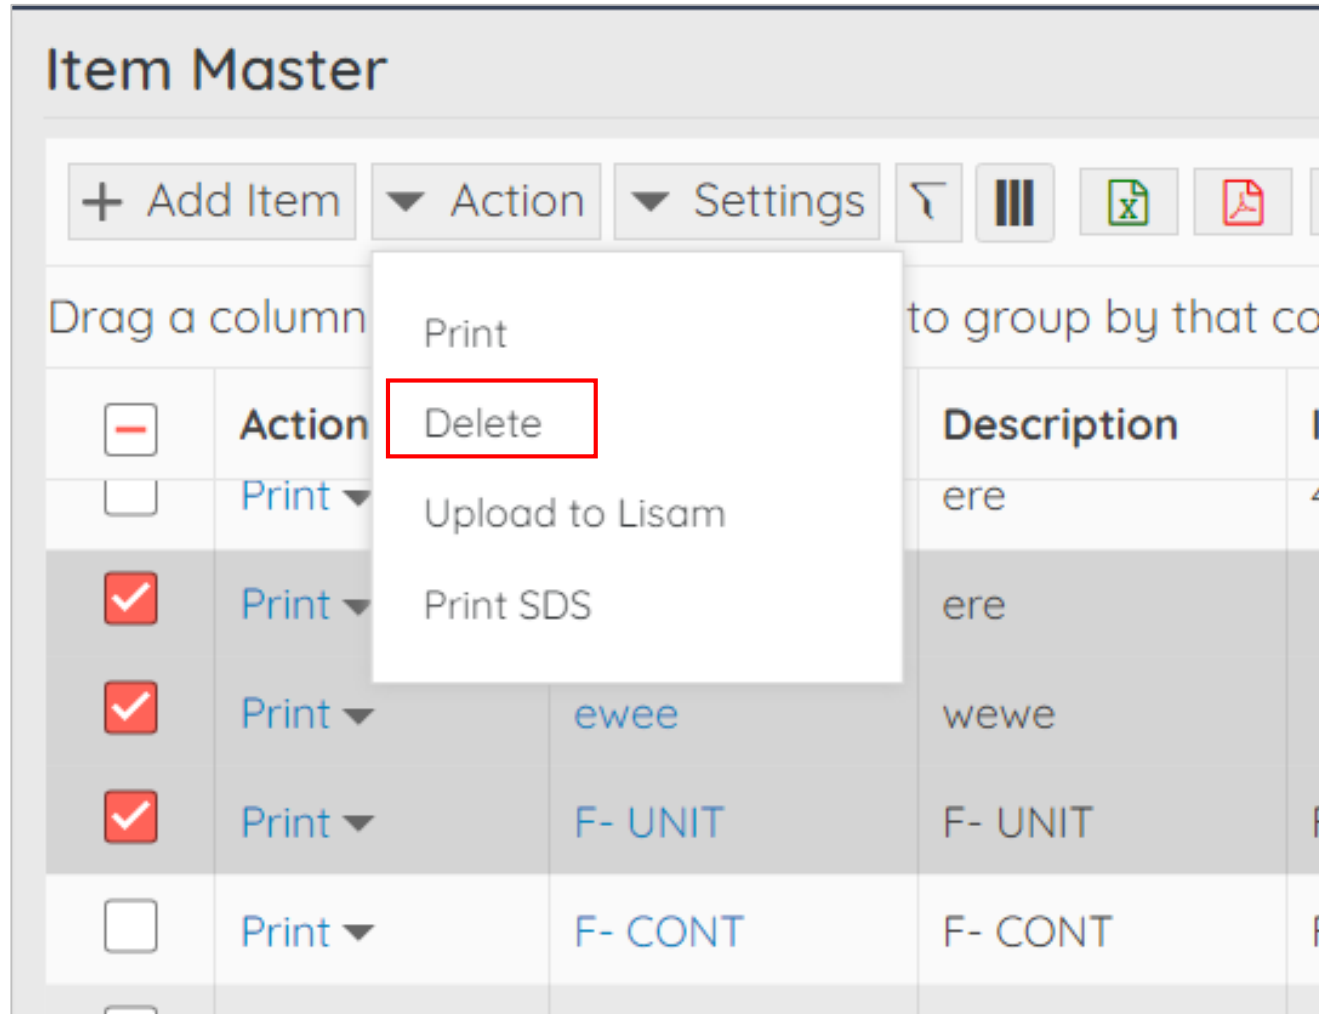 Item Master
Add Item Action Settings
Drag a column to group by that co
Print
Delete
Upload to Lisam
Print SDS
Action Description
Print ere
Print ere
Print ewee wewe
Print F- UNIT F- UNIT
Print F- CONT F- CONT